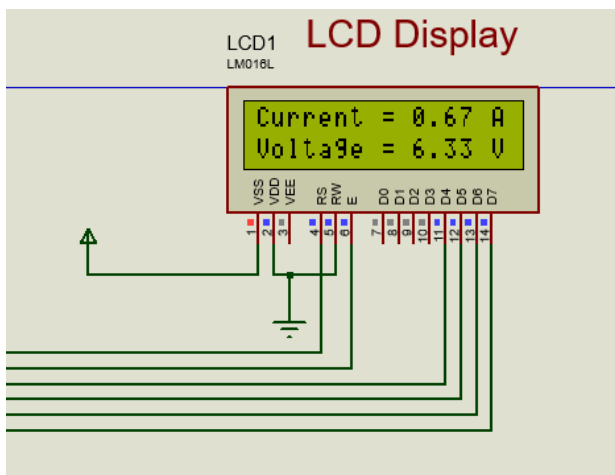 LCD Display
LCD1
LM016L
Current = 0.67 A
Voltage = 6.33 V
VSS VDD VEE RS RW E D0 D1 D2 D3 D4 D5 D6 D7
1 2 3 4 5 6 7 8 9 10 11 12 13 14